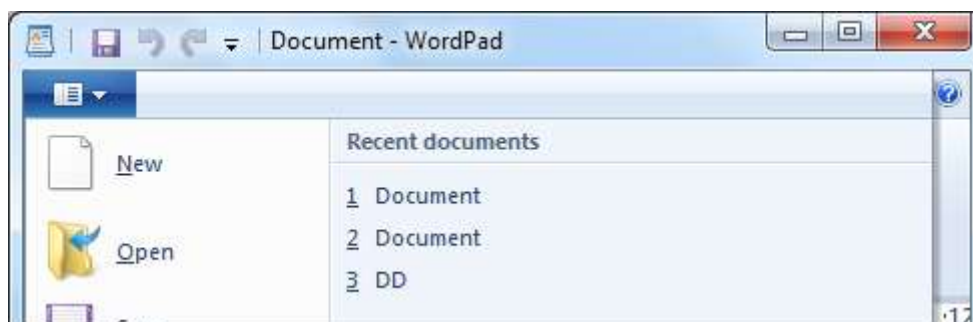 Document - WordPad
Recent documents
New
1 Document
2 Document
Open
3 DD